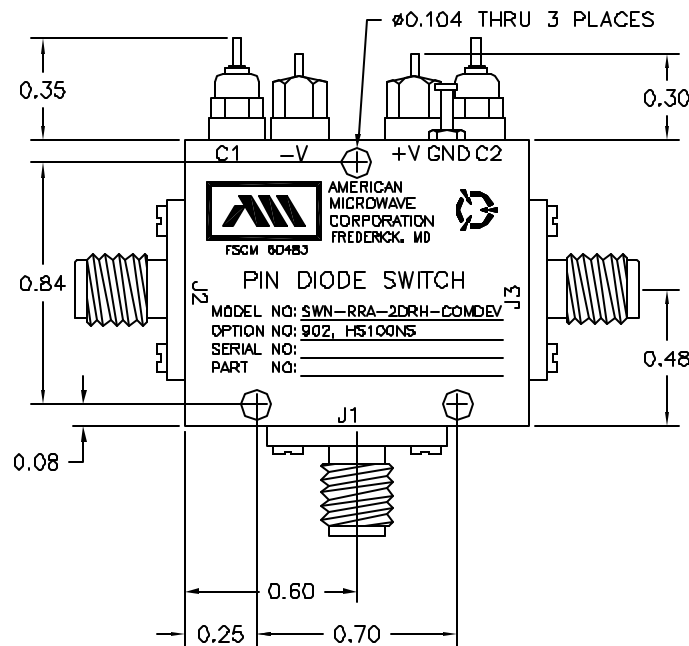 ø0.104 THRU 3 PLACES
0.35
0.30
C1 -V +V GND C2
AMERICAN
MICROWAVE
CORPORATION
FREDERICK, MD
FSCM 60483
0.84
J2
J3
PIN DIODE SWITCH
MODEL NO: SWN-RRA-2DRH-COMDEV
OPTION NO: 902, HS100NS
SERIAL NO:
PART NO:
0.48
J1
0.08
0.60
0.25
0.70